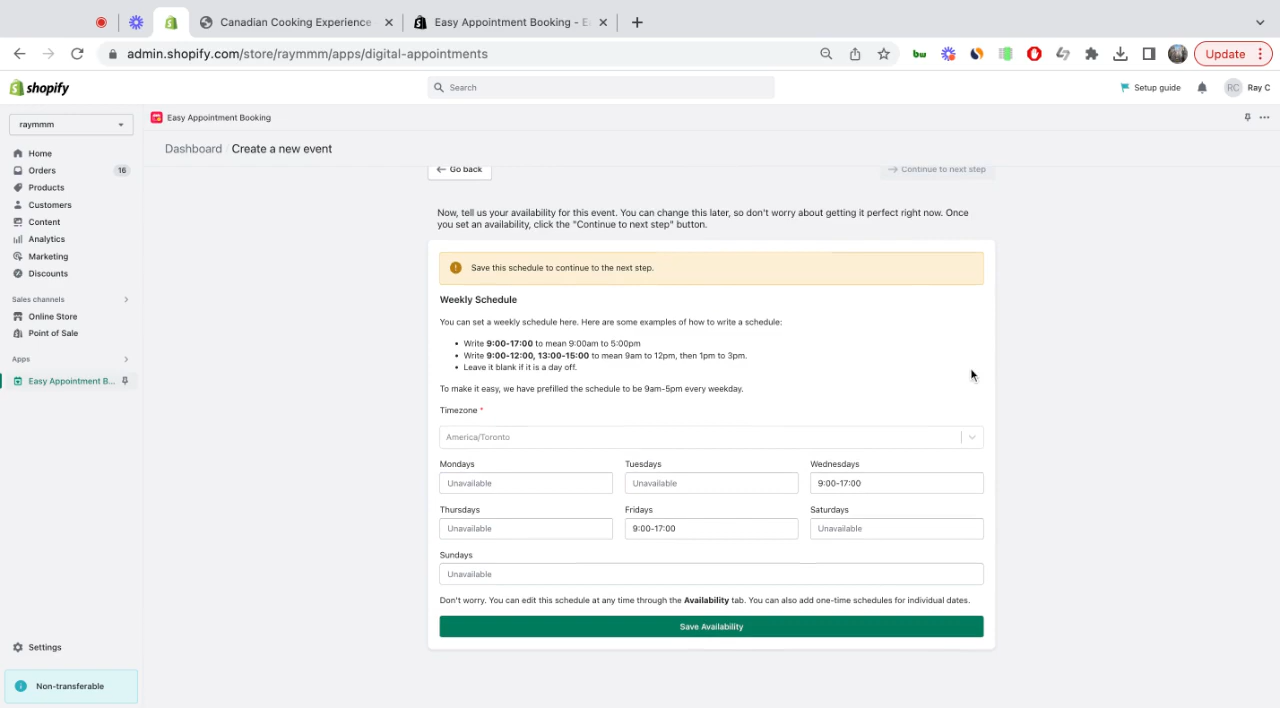 Canadian Cooking Experience
Easy Appointment Booking - E
admin.shopify.com/store/raymmm/apps/digital-appointments
bw
Update
shopify
Search
Setup guide
RC
Ray C
raymmm
Easy Appointment Booking
Home
Orders 16
Products
Customers
Content
Analytics
Marketing
Discounts
Sales channels
Online Store
Point of Sale
Apps
Easy Appointment B...
Settings
Non-transferable
Dashboard / Create a new event
Go back
Continue to next step
Now, tell us your availability for this event. You can change this later, so don't worry about getting it perfect right now. Once
you set an availability, click the "Continue to next step" button.
Save this schedule to continue to the next step.
Weekly Schedule
You can set a weekly schedule here. Here are some examples of how to write a schedule:
• Write 9:00-17:00 to mean 9:00am to 5:00pm
• Write 9:00-12:00, 13:00-15:00 to mean 9am to 12pm, then 1pm to 3pm.
• Leave it blank if it is a day off.
To make it easy, we have prefilled the schedule to be 9am-5pm every weekday.
Timezone *
America/Toronto
Mondays Tuesdays Wednesdays
Unavailable Unavailable 9:00-17:00
Thursdays Fridays Saturdays
Unavailable 9:00-17:00 Unavailable
Sundays
Unavailable
Don't worry. You can edit this schedule at any time through the Availability tab. You can also add one-time schedules for individual dates.
Save Availability